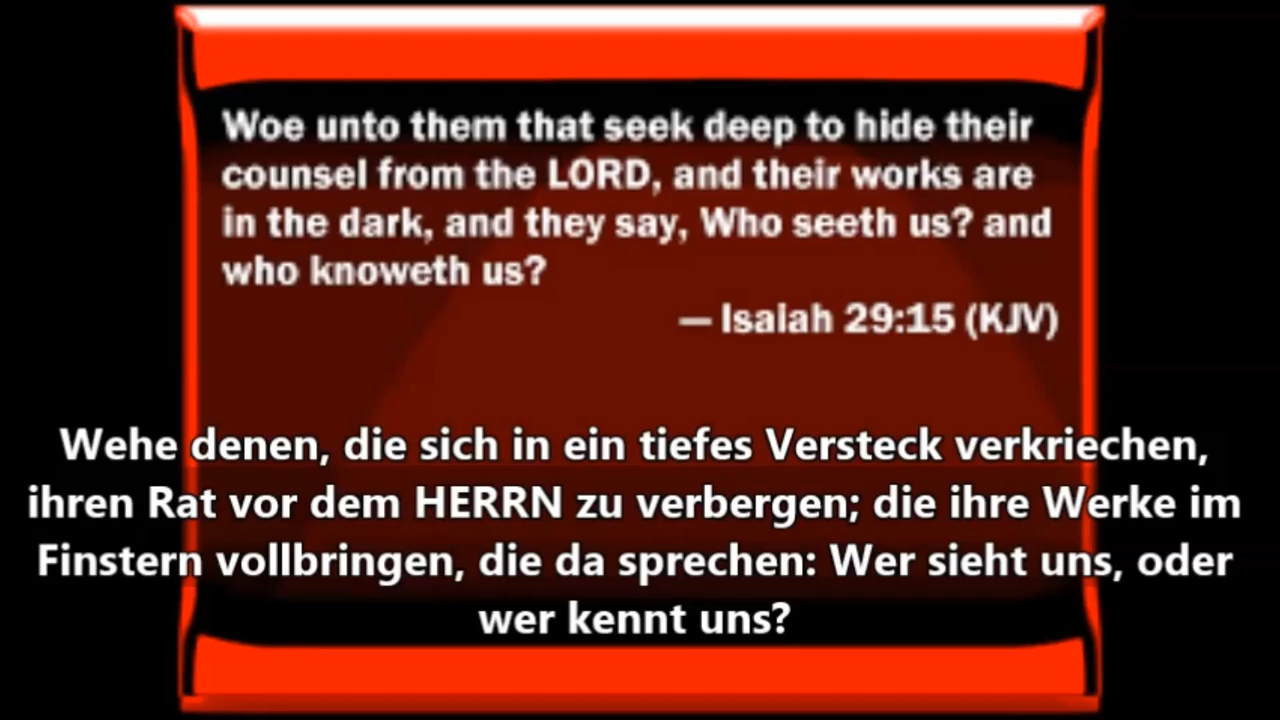 Woe unto them that seek deep to hide their
counsel from the LORD, and their works are
in the dark, and they say, Who seeth us? and
who knoweth us?
— Isaiah 29:15 (KJV)
Wehe denen, die sich in ein tiefes Versteck verkriechen,
ihren Rat vor dem HERRN zu verbergen; die ihre Werke im
Finstern vollbringen, die da sprechen: Wer sieht uns, oder
wer kennt uns?